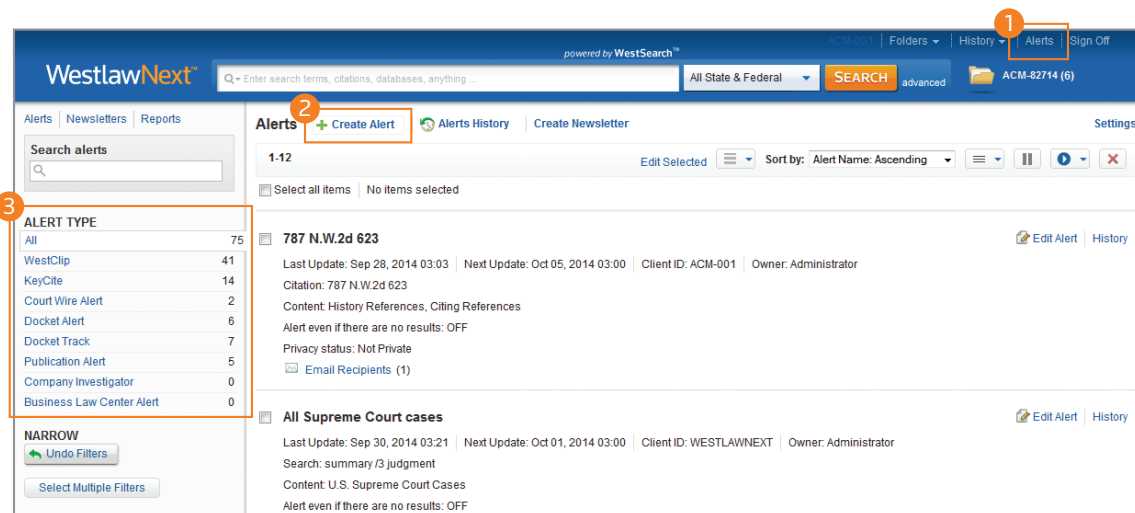 1
ACM-001 Folders History Alerts Sign Off
powered by WestSearch™
WestlawNext™ Enter search terms, citations, databases, anything ... All State & Federal SEARCH advanced ACM-82714 (6)
2
Alerts Newsletters Reports
Alerts Create Alert Alerts History Create Newsletter Settings
Search alerts
1-12 Edit Selected Sort by: Alert Name: Ascending
Select all items No items selected
3
ALERT TYPE
All 75
WestClip 41
KeyCite 14
Court Wire Alert 2
Docket Alert 6
Docket Track 7
Publication Alert 5
Company Investigator 0
Business Law Center Alert 0
NARROW
Undo Filters
Select Multiple Filters
787 N.W.2d 623 Edit Alert History
Last Update: Sep 28, 2014 03:03 Next Update: Oct 05, 2014 03:00 Client ID: ACM-001 Owner: Administrator
Citation: 787 N.W.2d 623
Content: History References, Citing References
Alert even if there are no results: OFF
Privacy status: Not Private
Email Recipients (1)
All Supreme Court cases Edit Alert History
Last Update: Sep 30, 2014 03:21 Next Update: Oct 01, 2014 03:00 Client ID: WESTLAWNEXT Owner: Administrator
Search: summary /3 judgment
Content: U.S. Supreme Court Cases
Alert even if there are no results: OFF